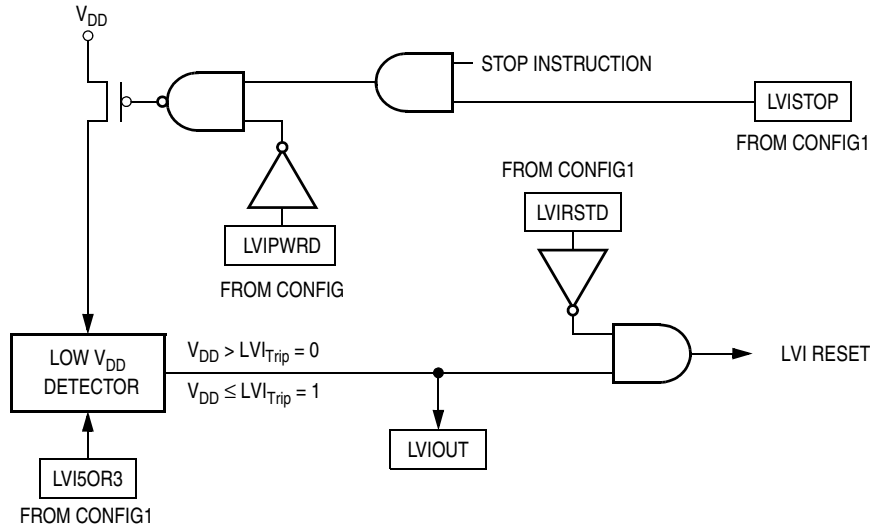 VDD
STOP INSTRUCTION
LVISTOP
FROM CONFIG1
FROM CONFIG1
LVIRSTD
LVIPWRD
FROM CONFIG
LOW VDD
DETECTOR
VDD > LVITrip = 0
VDD ≤ LVITrip = 1
LVI RESET
LVIOUT
LVI5OR3
FROM CONFIG1